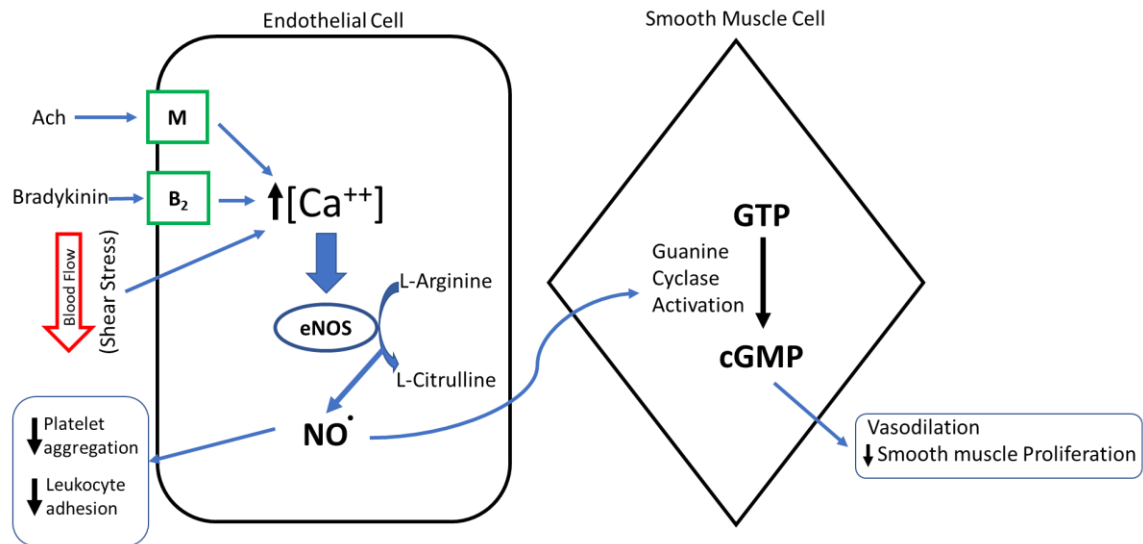 Endothelial Cell
Smooth Muscle Cell
Ach
M
Bradykinin
B₂
[Ca⁺⁺]
Blood Flow
(Shear Stress)
L-Arginine
eNOS
L-Citrulline
NO˙
Platelet
aggregation
Leukocyte
adhesion
GTP
Guanine
Cyclase
Activation
cGMP
Vasodilation
Smooth muscle Proliferation